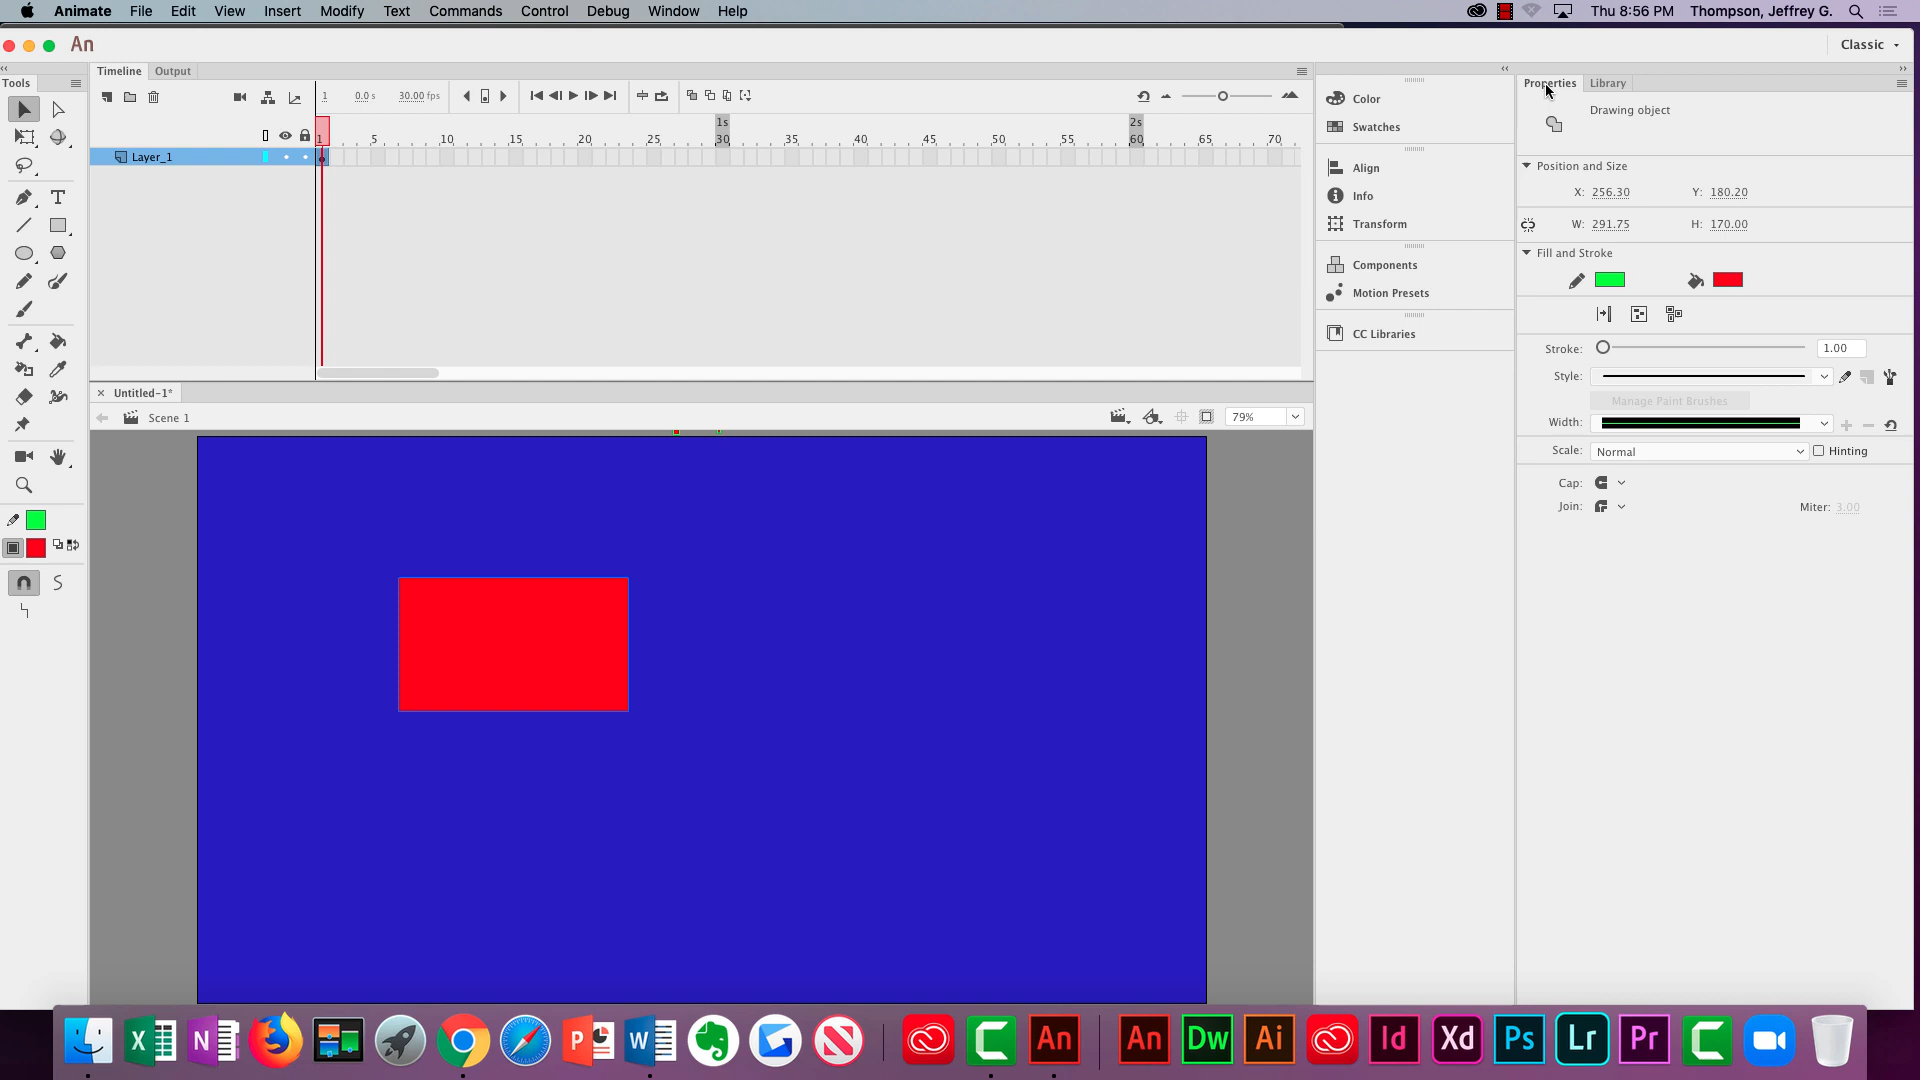 Animate File Edit View Insert Modify Text Commands Control Debug Window Help Thu 8:56 PM Thompson, Jeffrey G.
An Classic
Tools
Timeline Output
1 0.0 s 30.00 fps
1s 2s
1 5 10 15 20 25 30 35 40 45 50 55 60 65 70
Layer_1
Untitled-1*
Scene 1 79%
Color
Swatches
Align
Info
Transform
Components
Motion Presets
CC Libraries
Properties Library
Drawing object
Position and Size
X: 256.30 Y: 180.20
W: 291.75 H: 170.00
Fill and Stroke
Stroke: 1.00
Style:
Manage Paint Brushes
Width:
Scale: Normal Hinting
Cap:
Join: Miter: 3.00
X N P W C An An Dw Ai Id Xd Ps Lr Pr C